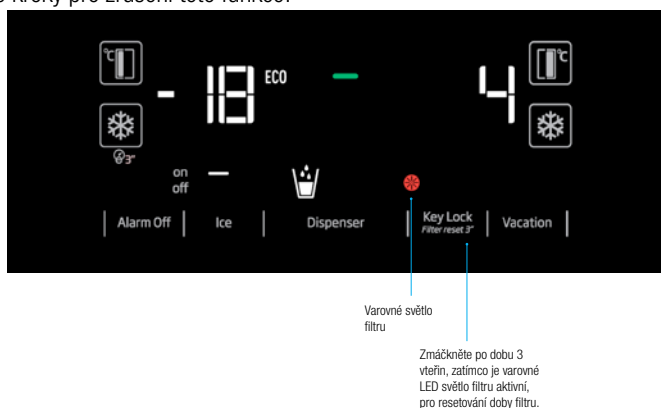 kroky pro zrušení této funkce.
°C
°C
- 18 ECO
4
3"
on
off
Alarm Off | Ice | Dispenser | Key Lock | Vacation
Filter reset 3"
Varovné světlo
filtru
Zmáčkněte po dobu 3
vteřin, zatímco je varovné
LED světlo filtru aktivní,
pro resetování doby filtru.